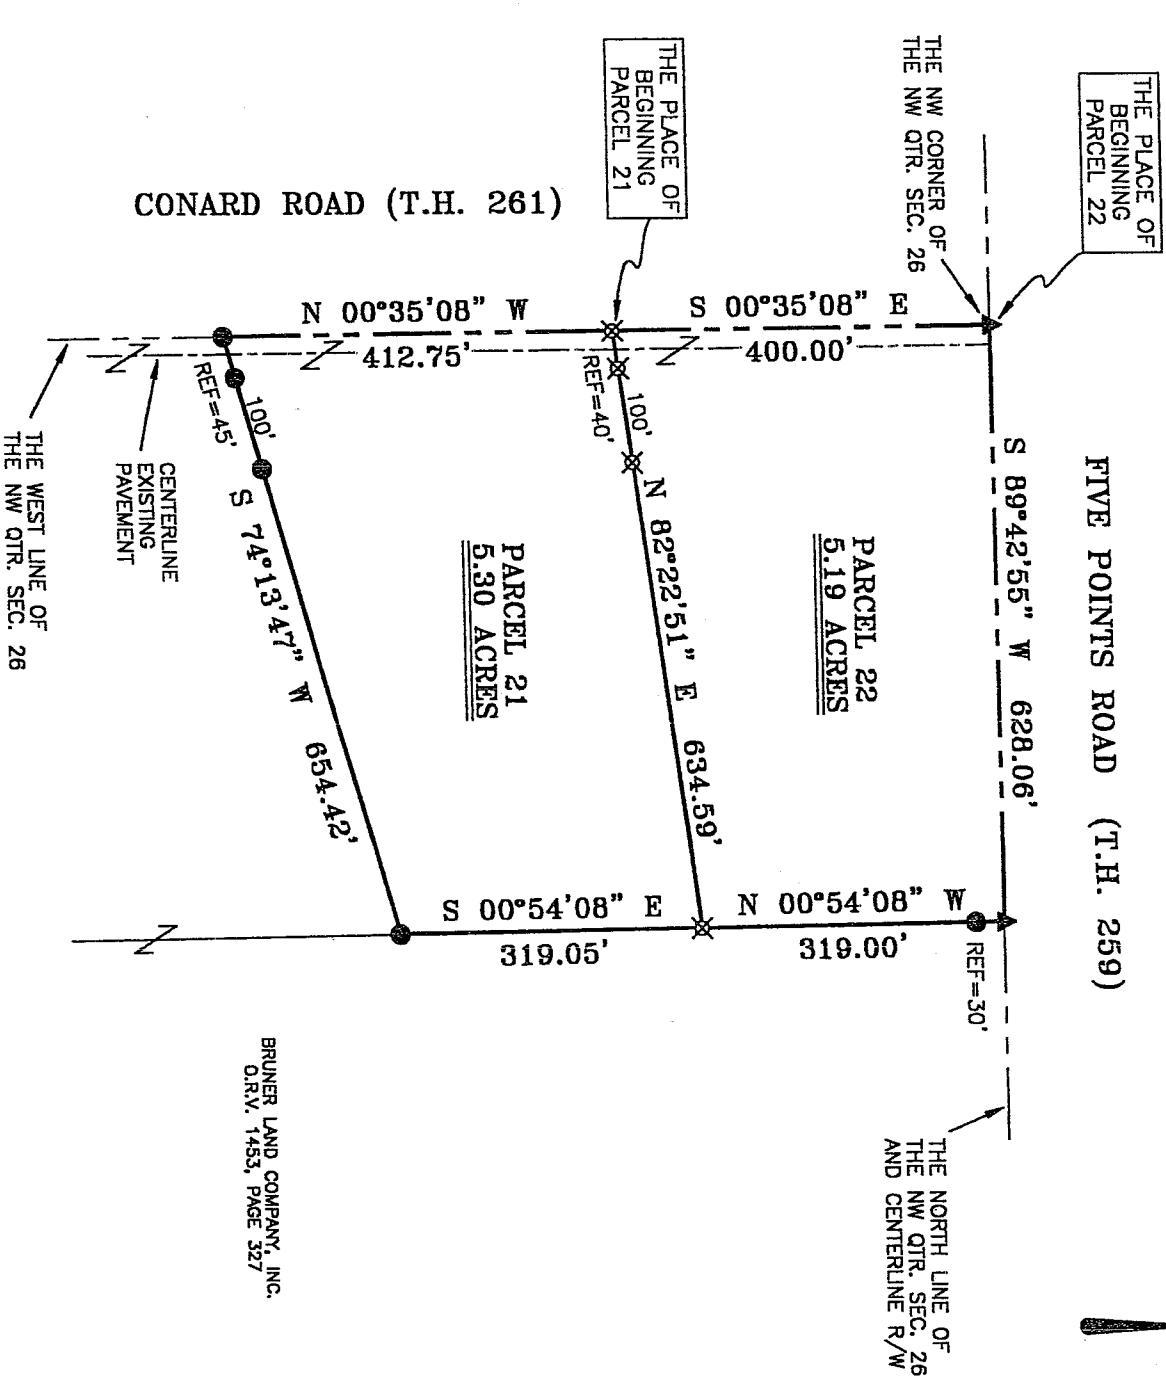 THE PLACE OF
BEGINNING
PARCEL 22
THE NW CORNER OF
THE NW QTR. SEC. 26
THE PLACE OF
BEGINNING
PARCEL 21
CONARD ROAD (T.H. 261)
FIVE POINTS ROAD (T.H. 259)
S 89°42'55" W 628.06'
N 00°35'08" W
412.75'
S 00°35'08" E
400.00'
REF=40'
100'
N 82°22'51" E 634.59'
REF=45'
100'
S 74°13'47" W 654.42'
PARCEL 22
5.19 ACRES
PARCEL 21
5.30 ACRES
CENTERLINE
EXISTING
PAVEMENT
THE WEST LINE OF
THE NW QTR. SEC. 26
S 00°54'08" E
319.05'
N 00°54'08" W
319.00'
REF=30'
THE NORTH LINE OF
THE NW QTR. SEC. 26
AND CENTERLINE R/W
BRUNER LAND COMPANY, INC.
O.R.V. 1453, PAGE 327